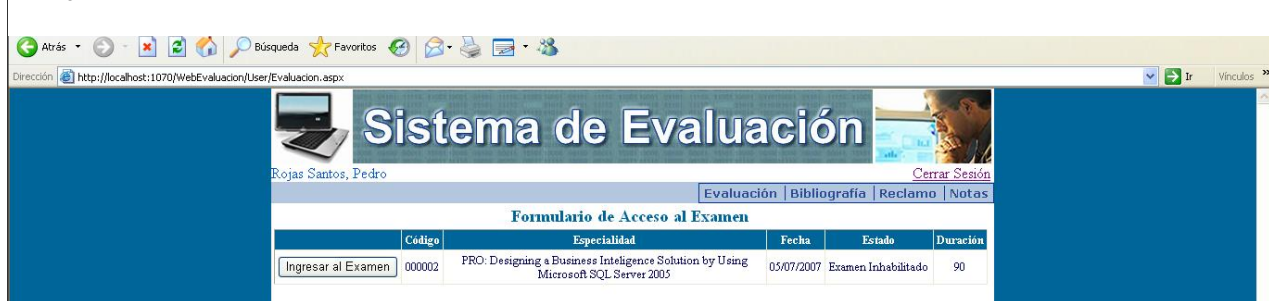 Atrás Búsqueda Favoritos
Dirección http://localhost:1070/WebEvaluacion/User/Evaluacion.aspx Ir Vínculos »
Sistema de Evaluación
Rojas Santos, Pedro Cerrar Sesión
Evaluación | Bibliografía | Reclamo | Notas
Formulario de Acceso al Examen
Código Especialidad Fecha Estado Duración
Ingresar al Examen 000002 PRO: Designing a Business Inteligence Solution by Using Microsoft SQL Server 2005 05/07/2007 Examen Inhabilitado 90